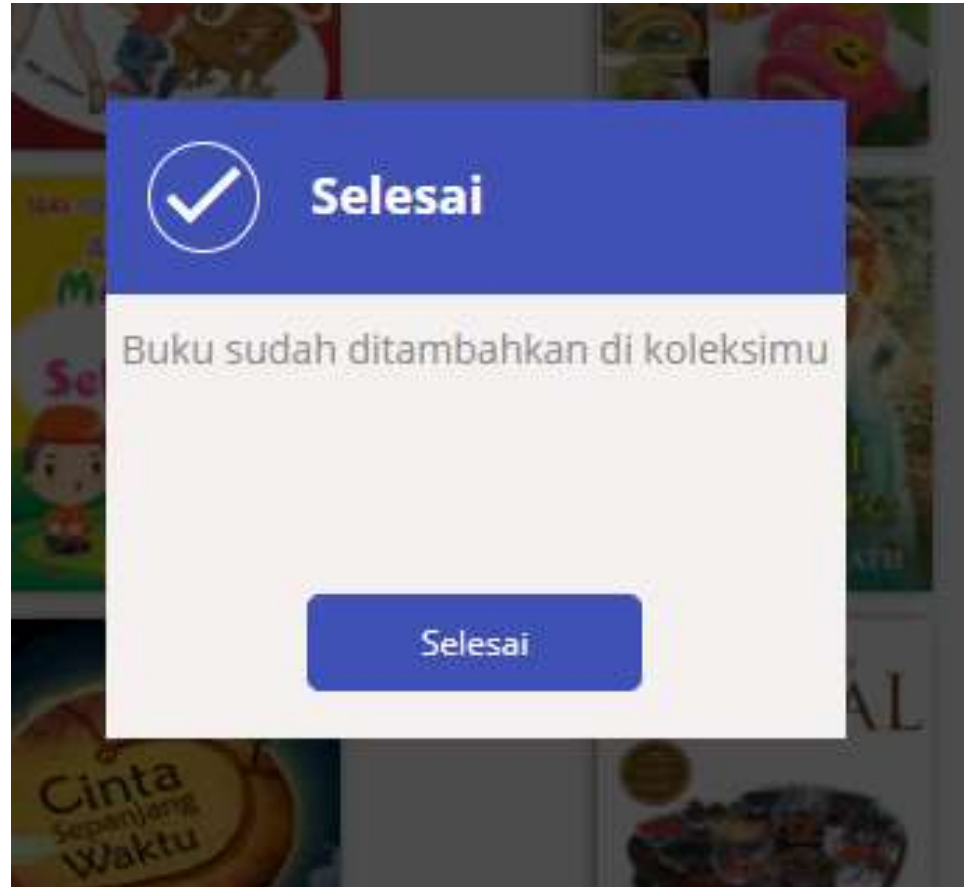 Selesai
Buku sudah ditambahkan di koleksimu
Selesai
Cinta
Sepanjang
Waktu